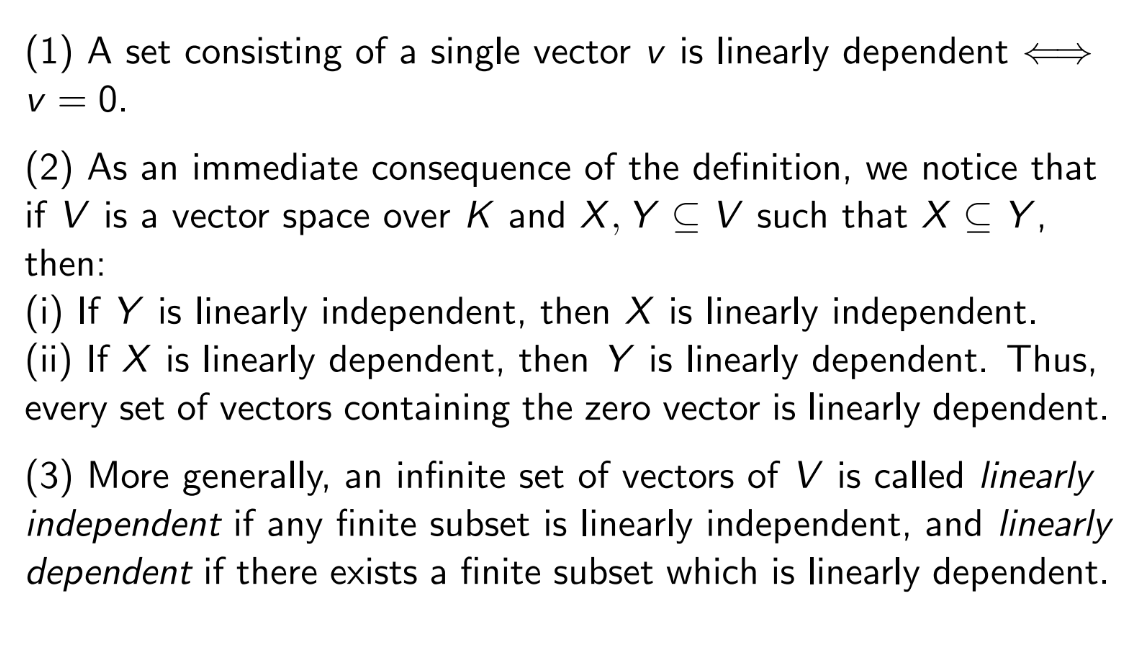 (1) A set consisting of a single vector v is linearly dependent ⟺
v = 0.
(2) As an immediate consequence of the definition, we notice that
if V is a vector space over K and X, Y ⊆ V such that X ⊆ Y,
then:
(i) If Y is linearly independent, then X is linearly independent.
(ii) If X is linearly dependent, then Y is linearly dependent. Thus,
every set of vectors containing the zero vector is linearly dependent.
(3) More generally, an infinite set of vectors of V is called linearly
independent if any finite subset is linearly independent, and linearly
dependent if there exists a finite subset which is linearly dependent.